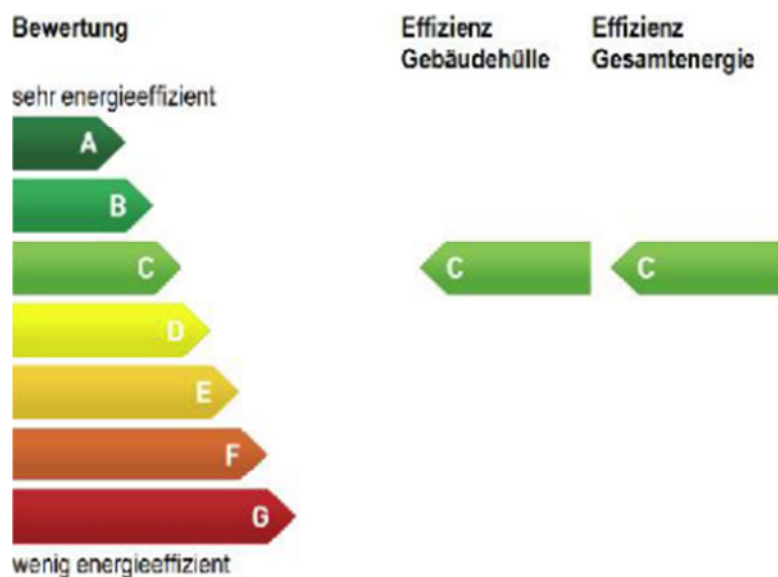 Bewertung
Effizienz
Gebäudehülle
Effizienz
Gesamtenergie
sehr energieeffizient
A
B
C
C
C
D
E
F
G
wenig energieeffizient